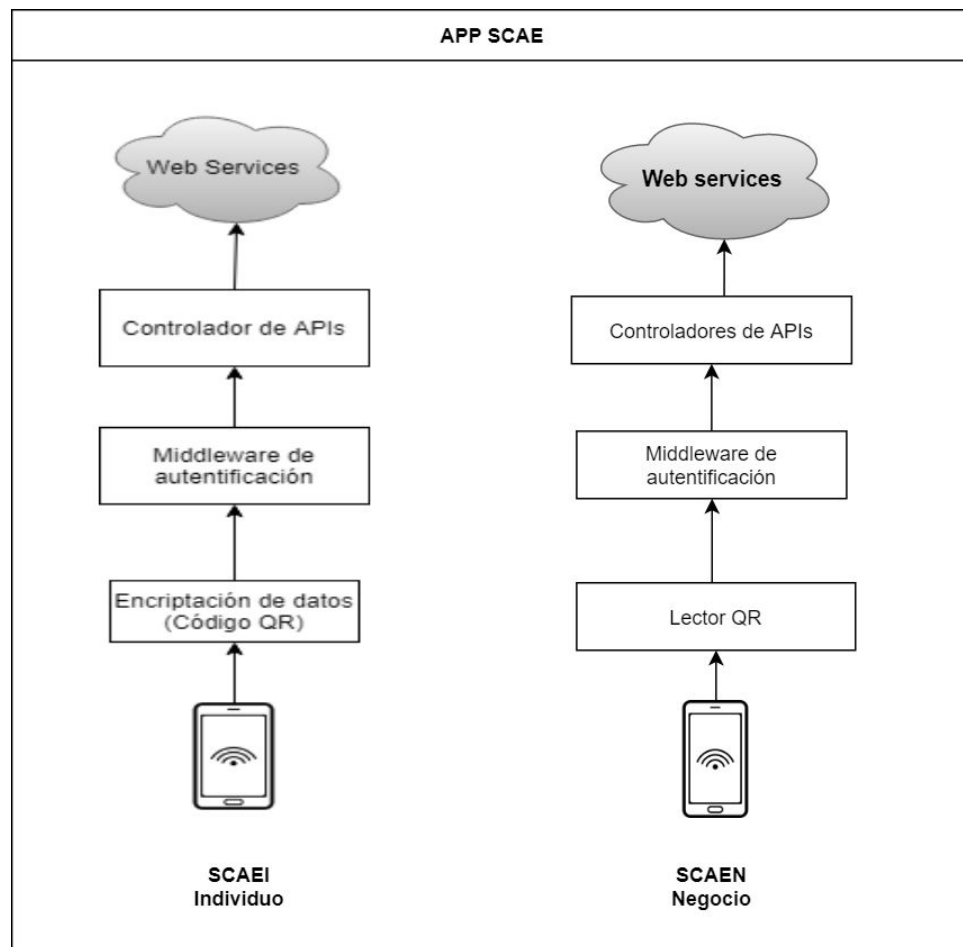 APP SCAE
Web Services
Controlador de APIs
Middleware de
autentificación
Encriptación de datos
(Código QR)
SCAEI
Individuo
Web services
Controladores de APIs
Middleware de
autentificación
Lector QR
SCAEN
Negocio